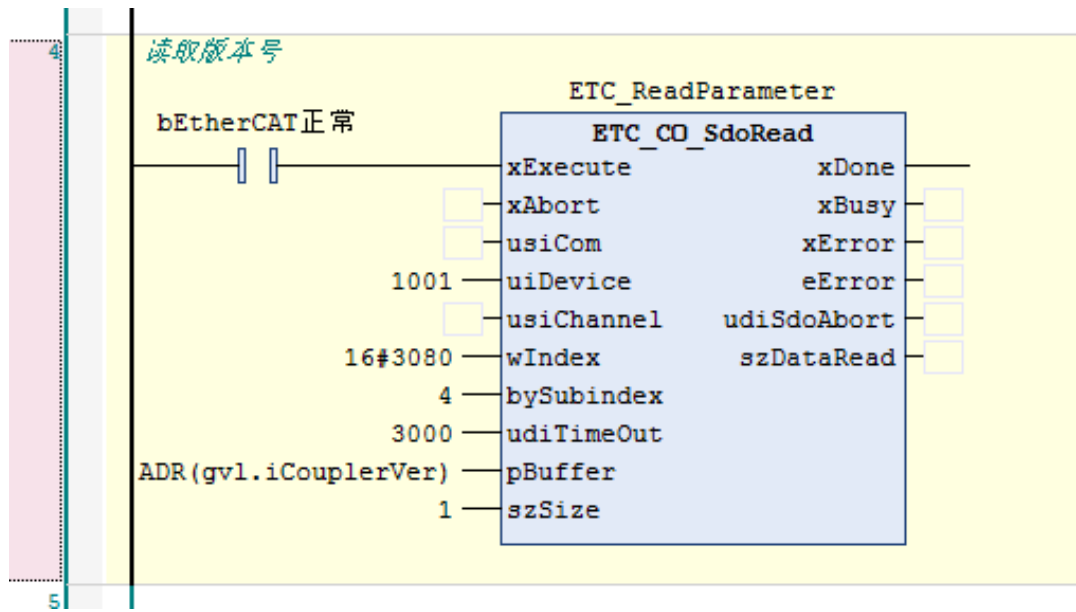 4 读取版本号
ETC_ReadParameter
bEtherCAT正常
ETC_CO_SdoRead
xExecute xDone
xAbort xBusy
usiCom xError
1001 uiDevice eError
usiChannel udiSdoAbort
16#3080 wIndex szDataRead
4 bySubindex
3000 udiTimeOut
ADR(gvl.iCouplerVer) pBuffer
1 szSize
5